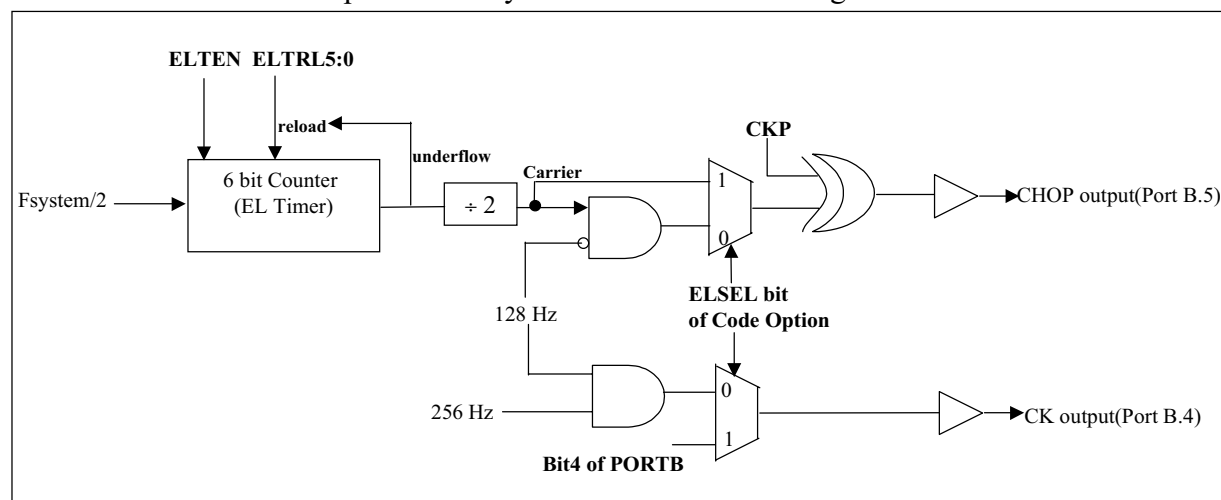 ELTEN ELTRL5:0
reload
underflow
CKP
Carrier
Fsystem/2
6 bit Counter
(EL Timer)
÷ 2
1
0
CHOP output(Port B.5)
128 Hz
ELSEL bit
of Code Option
256 Hz
0
1
CK output(Port B.4)
Bit4 of PORTB